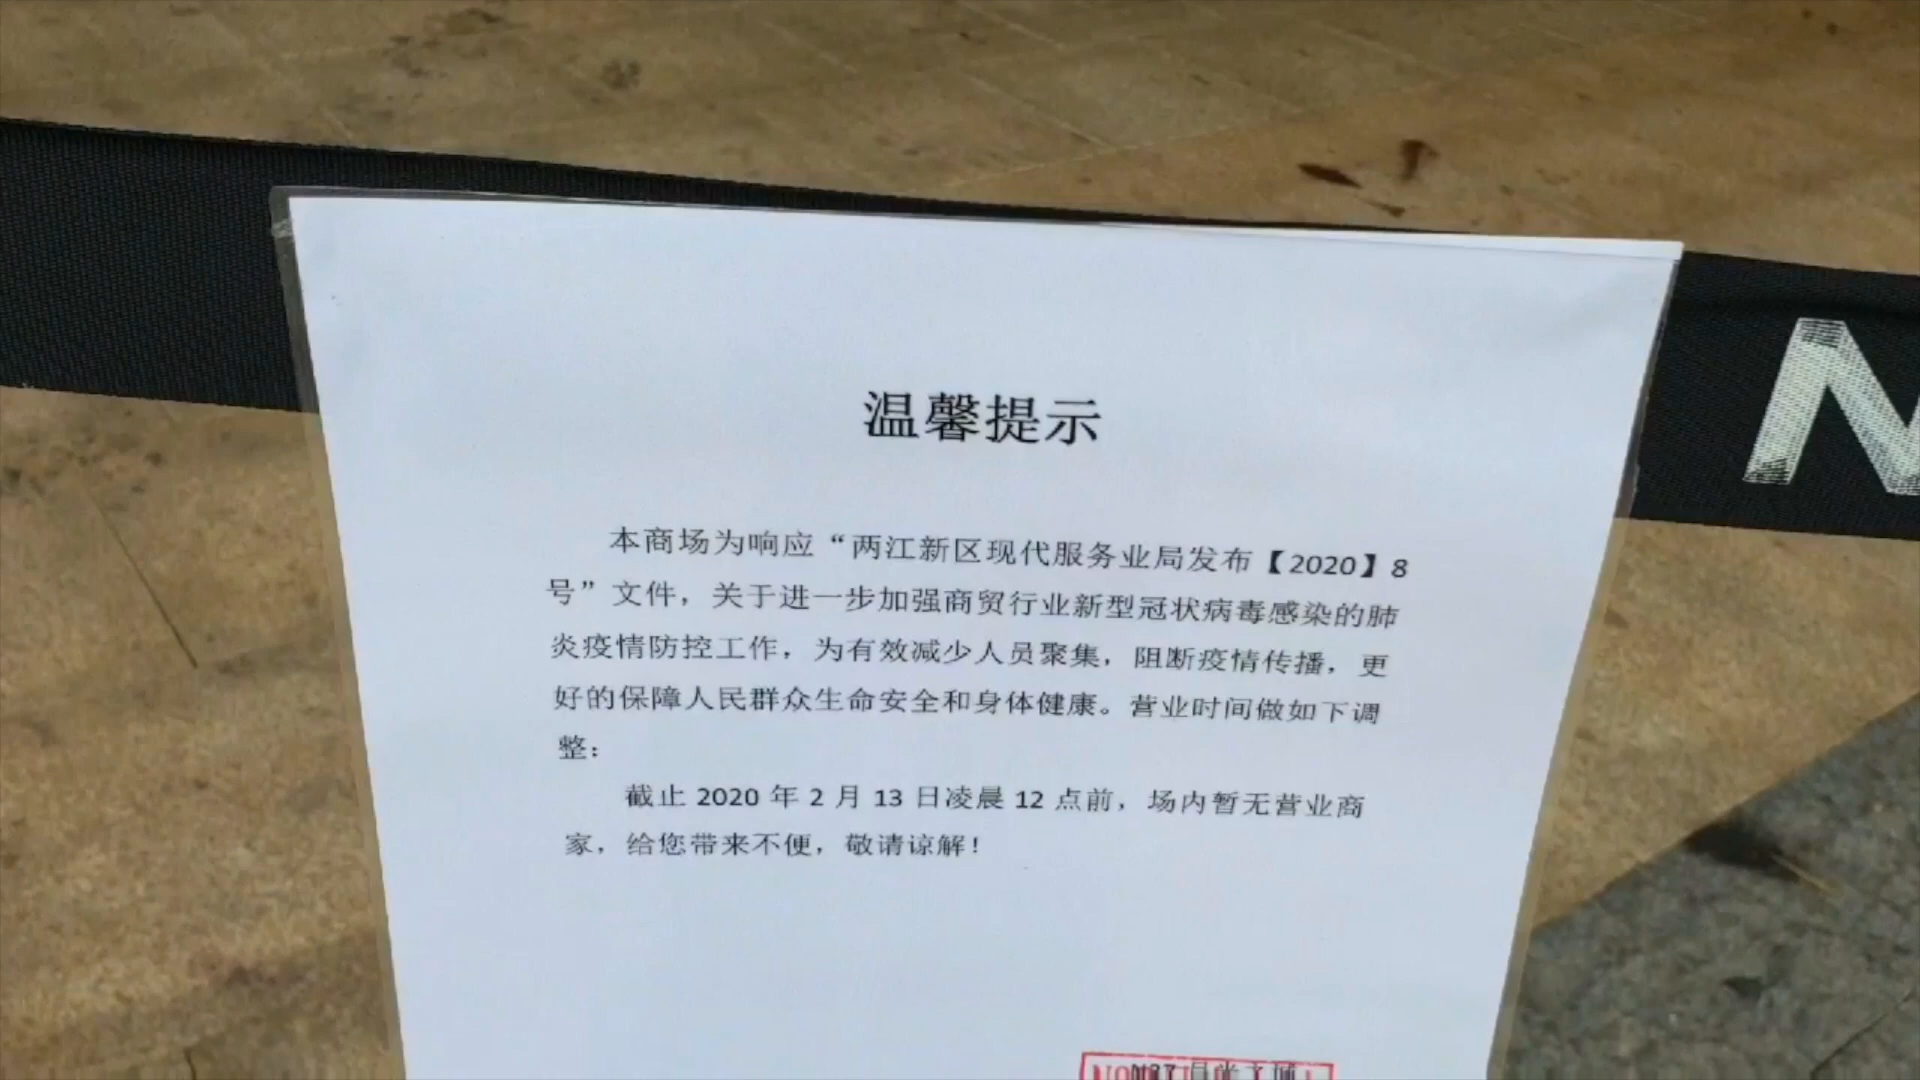 温馨提示
本商场为响应“两江新区现代服务业局发布【2020】8
号”文件，关于进一步加强商贸行业新型冠状病毒感染的肺
炎疫情防控工作，为有效减少人员聚集，阻断疫情传播，更
好的保障人民群众生命安全和身体健康。营业时间做如下调
整：
截止 2020 年 2 月 13 日凌晨 12 点前，场内暂无营业商
家，给您带来不便，敬请谅解！
N